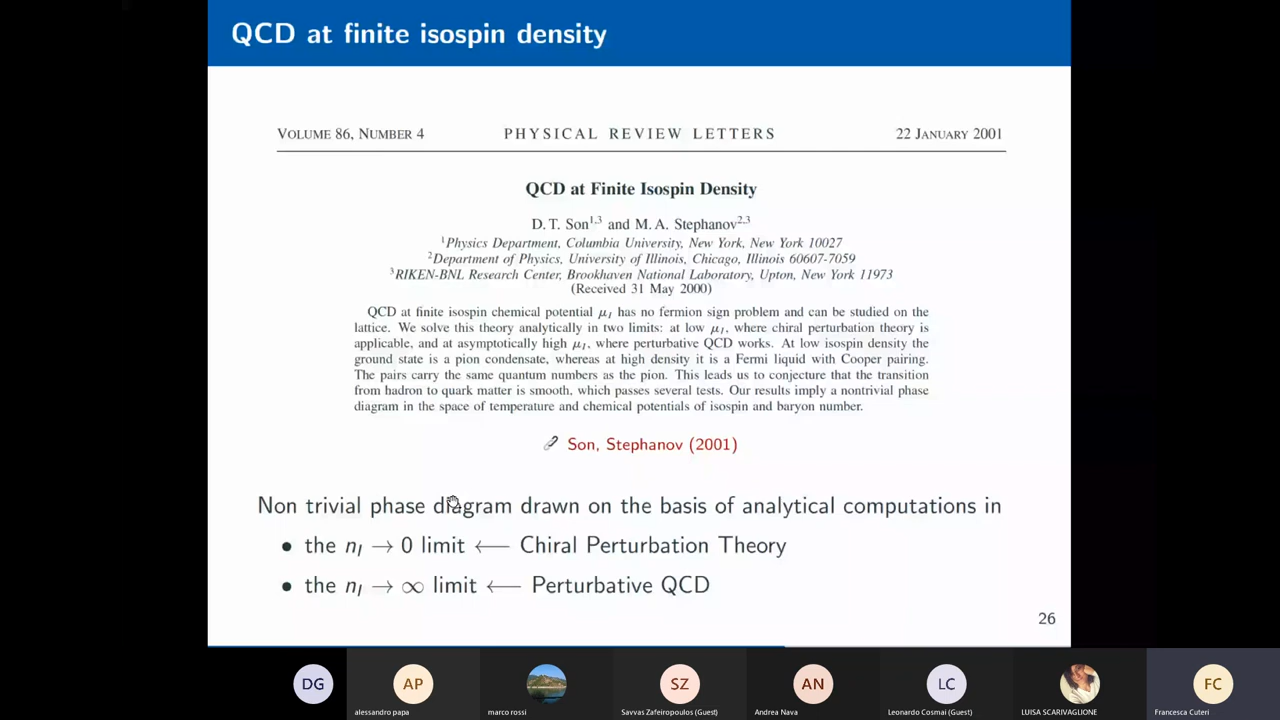 QCD at finite isospin density
VOLUME 86, NUMBER 4 PHYSICAL REVIEW LETTERS 22 JANUARY 2001
QCD at Finite Isospin Density
D. T. Son¹,³ and M. A. Stephanov²,³
¹Physics Department, Columbia University, New York, New York 10027
²Department of Physics, University of Illinois, Chicago, Illinois 60607-7059
³RIKEN-BNL Research Center, Brookhaven National Laboratory, Upton, New York 11973
(Received 31 May 2000)
QCD at finite isospin chemical potential μ_I has no fermion sign problem and can be studied on the
lattice. We solve this theory analytically in two limits: at low μ_I, where chiral perturbation theory is
applicable, and at asymptotically high μ_I, where perturbative QCD works. At low isospin density the
ground state is a pion condensate, whereas at high density it is a Fermi liquid with Cooper pairing.
The pairs carry the same quantum numbers as the pion. This leads us to conjecture that the transition
from hadron to quark matter is smooth, which passes several tests. Our results imply a nontrivial phase
diagram in the space of temperature and chemical potentials of isospin and baryon number.
Son, Stephanov (2001)
Non trivial phase diagram drawn on the basis of analytical computations in
• the n_I → 0 limit ⟵ Chiral Perturbation Theory
• the n_I → ∞ limit ⟵ Perturbative QCD
26
DG AP SZ AN LC FC
alessandro papa marco rossi Savvas Zafeiropoulos (Guest) Andrea Nava Leonardo Cosmai (Guest) LUISA SCARIVAGLIONE Francesca Cuteri